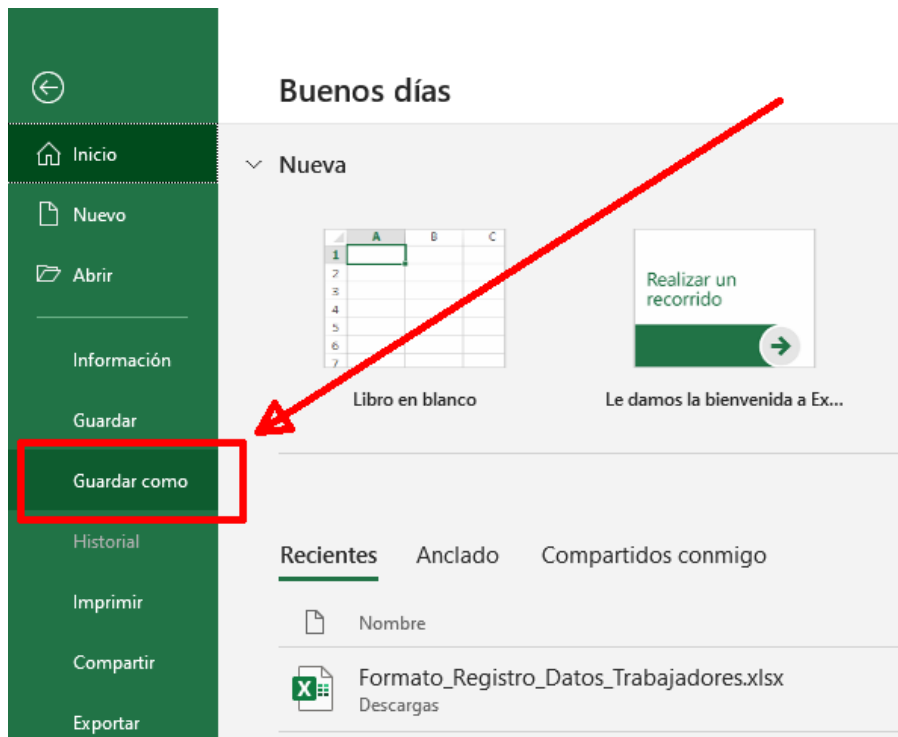 Buenos días
Inicio
Nuevo
Abrir
Información
Guardar
Guardar como
Historial
Imprimir
Compartir
Exportar
Nueva
A B C
1
2
3
4
5
6
7
Libro en blanco
Realizar un
recorrido
Le damos la bienvenida a Ex...
Recientes Anclado Compartidos conmigo
Nombre
X
Formato_Registro_Datos_Trabajadores.xlsx
Descargas